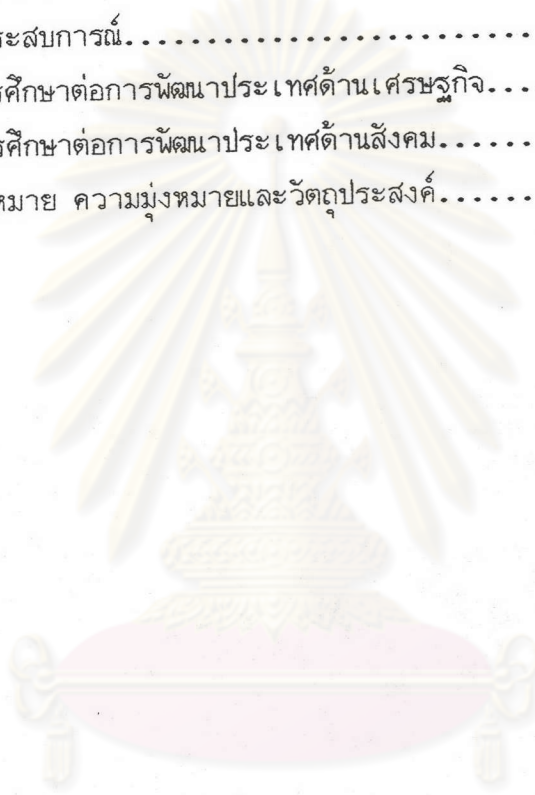 ระสบการณ์..........................
รศึกษาต่อการพัฒนาประเทศด้านเศรษฐกิจ...
รศึกษาต่อการพัฒนาประเทศด้านสังคม......
หมาย ความมุ่งหมายและวัตถุประสงค์......